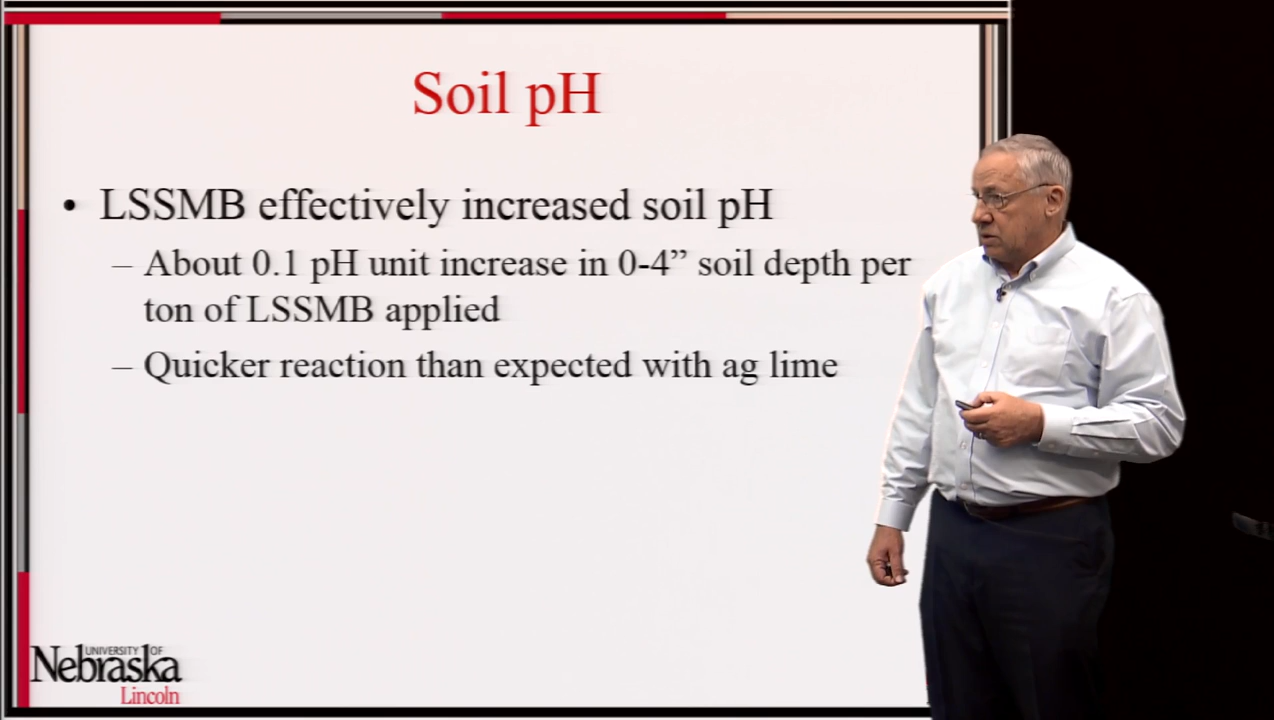 Soil pH
• LSSMB effectively increased soil pH
– About 0.1 pH unit increase in 0-4” soil depth per
ton of LSSMB applied
– Quicker reaction than expected with ag lime
UNIVERSITY OF
Nebraska
Lincoln